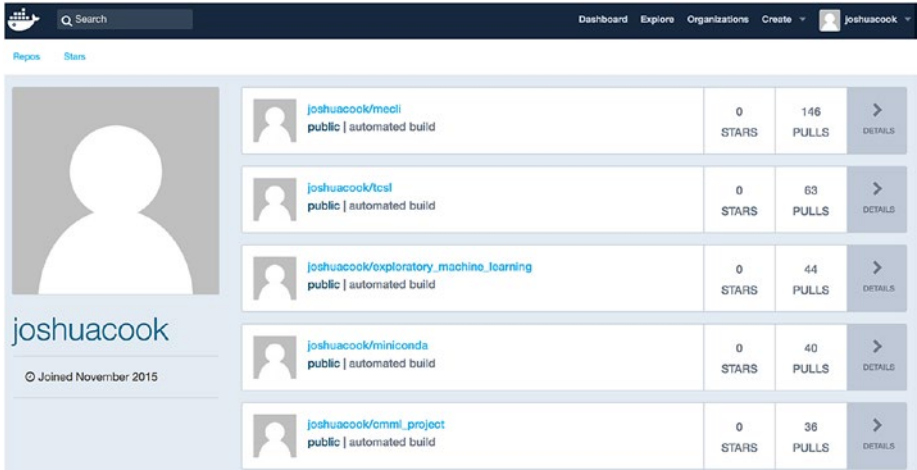 Search Dashboard Explore Organizations Create joshuacook
Repos Stars
joshuacook/mecli
public | automated build
0 146
STARS PULLS DETAILS
joshuacook/tcsl
public | automated build
0 63
STARS PULLS DETAILS
joshuacook/exploratory_machine_learning
public | automated build
0 44
STARS PULLS DETAILS
joshuacook
Joined November 2015
joshuacook/miniconda
public | automated build
0 40
STARS PULLS DETAILS
joshuacook/cmml_project
public | automated build
0 36
STARS PULLS DETAILS